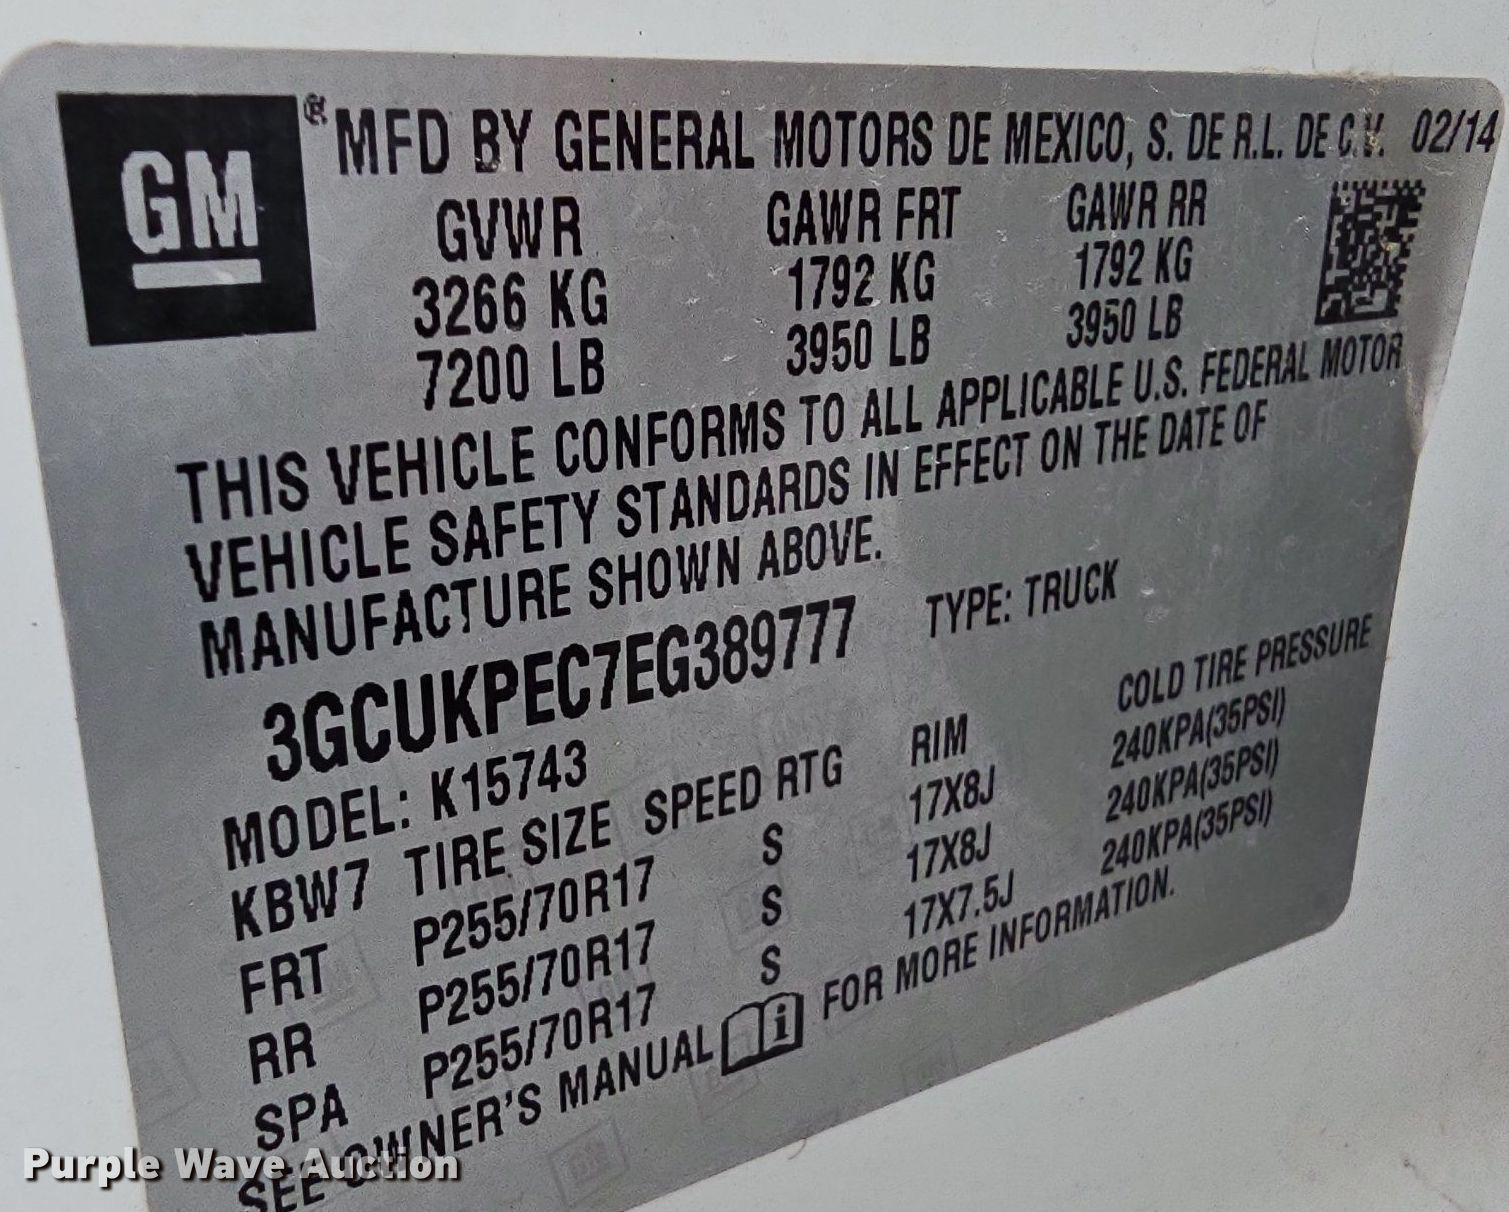 GM
® MFD BY GENERAL MOTORS DE MEXICO, S. DE R.L. DE C.V. 02/14
GVWR GAWR FRT GAWR RR
3266 KG 1792 KG 1792 KG
7200 LB 3950 LB 3950 LB
THIS VEHICLE CONFORMS TO ALL APPLICABLE U.S. FEDERAL MOTOR
VEHICLE SAFETY STANDARDS IN EFFECT ON THE DATE OF
MANUFACTURE SHOWN ABOVE.
3GCUKPEC7EG389777 TYPE: TRUCK
MODEL: K15743
KBW7 TIRE SIZE SPEED RTG RIM COLD TIRE PRESSURE
FRT P255/70R17 S 17X8J 240KPA(35PSI)
RR P255/70R17 S 17X8J 240KPA(35PSI)
SPA P255/70R17 S 17X7.5J 240KPA(35PSI)
SEE OWNER'S MANUAL i FOR MORE INFORMATION.
Purple Wave Auction